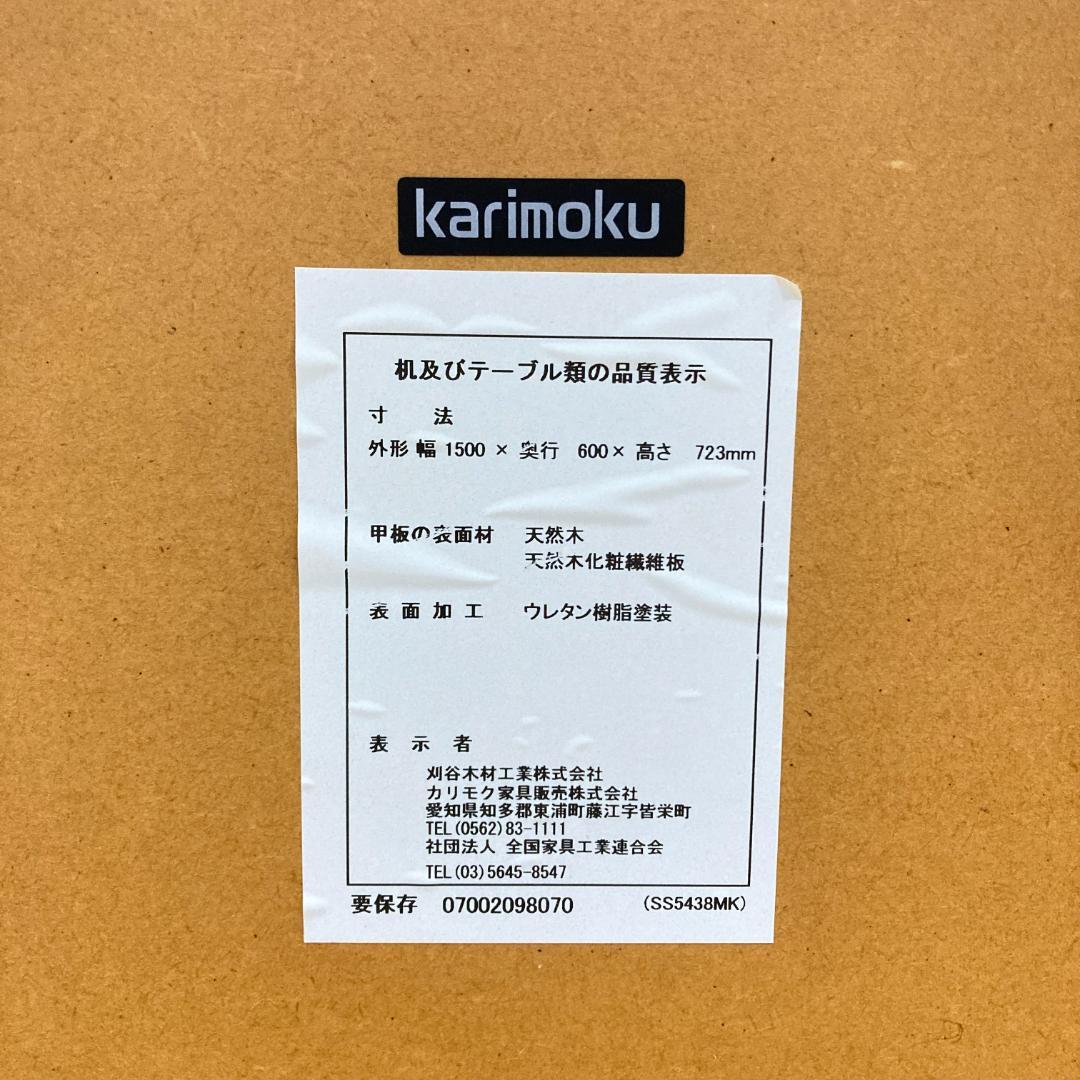 karimoku
机及びテーブル類の品質表示
寸 法
外形 幅 1500 × 奥行 600× 高さ 723mm
甲板の表面材 天然木
天然木化粧繊維板
表面加工 ウレタン樹脂塗装
表示者
刈谷木材工業株式会社
カリモク家具販売株式会社
愛知県知多郡東浦町藤江字皆栄町
TEL(0562)83-1111
社団法人 全国家具工業連合会
TEL(03)5645-8547
要保存 07002098070 (SS5438MK)